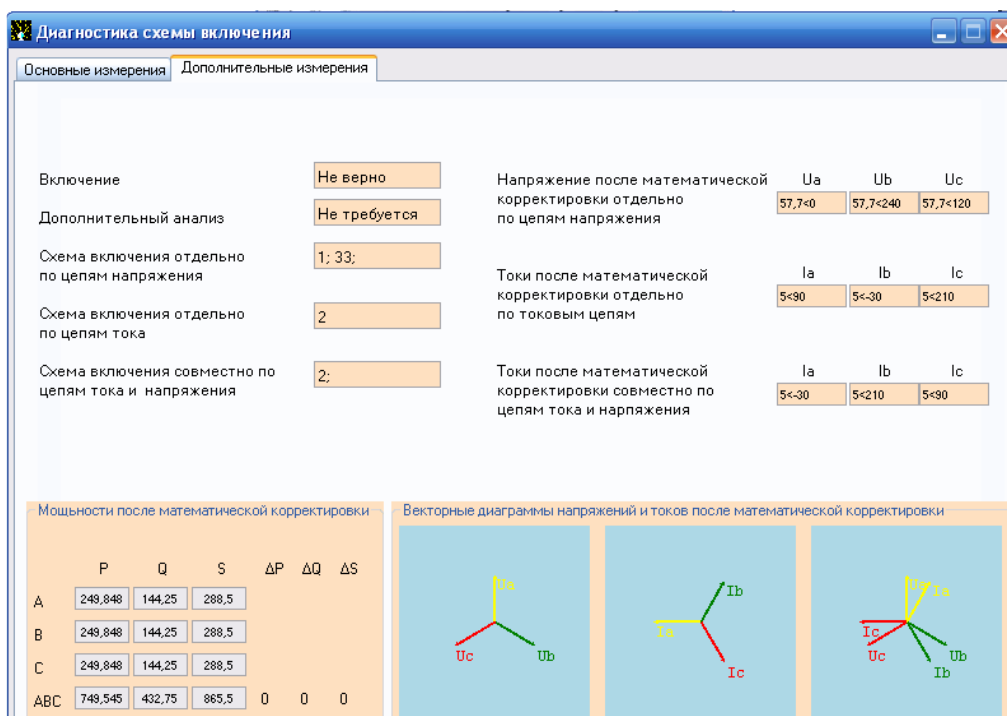 Диагностика схемы включения
Основные измерения Дополнительные измерения
Включение Не верно
Дополнительный анализ Не требуется
Схема включения отдельно
по цепям напряжения 1; 33;
Схема включения отдельно
по цепям тока 2
Схема включения совместно по
цепям тока и напряжения 2;
Напряжение после математической
корректировки отдельно
по цепям напряжения
Ua Ub Uc
57,7<0 57,7<240 57,7<120
Токи после математической
корректировки отдельно
по токовым цепям
Ia Ib Ic
5<90 5<-30 5<210
Токи после математической
корректировки совместно по
цепям тока и нарпяжения
Ia Ib Ic
5<-30 5<210 5<90
Мощьности после математической корректировки
P Q S ΔP ΔQ ΔS
A 249,848 144,25 288,5
B 249,848 144,25 288,5
C 249,848 144,25 288,5
ABC 749,545 432,75 865,5 0 0 0
Векторные диаграммы напряжений и токов после математической корректировки
Ua
Uc Ub
Ib
Ia
Ic
Ua Ia
Ic
Uc Ub
Ib